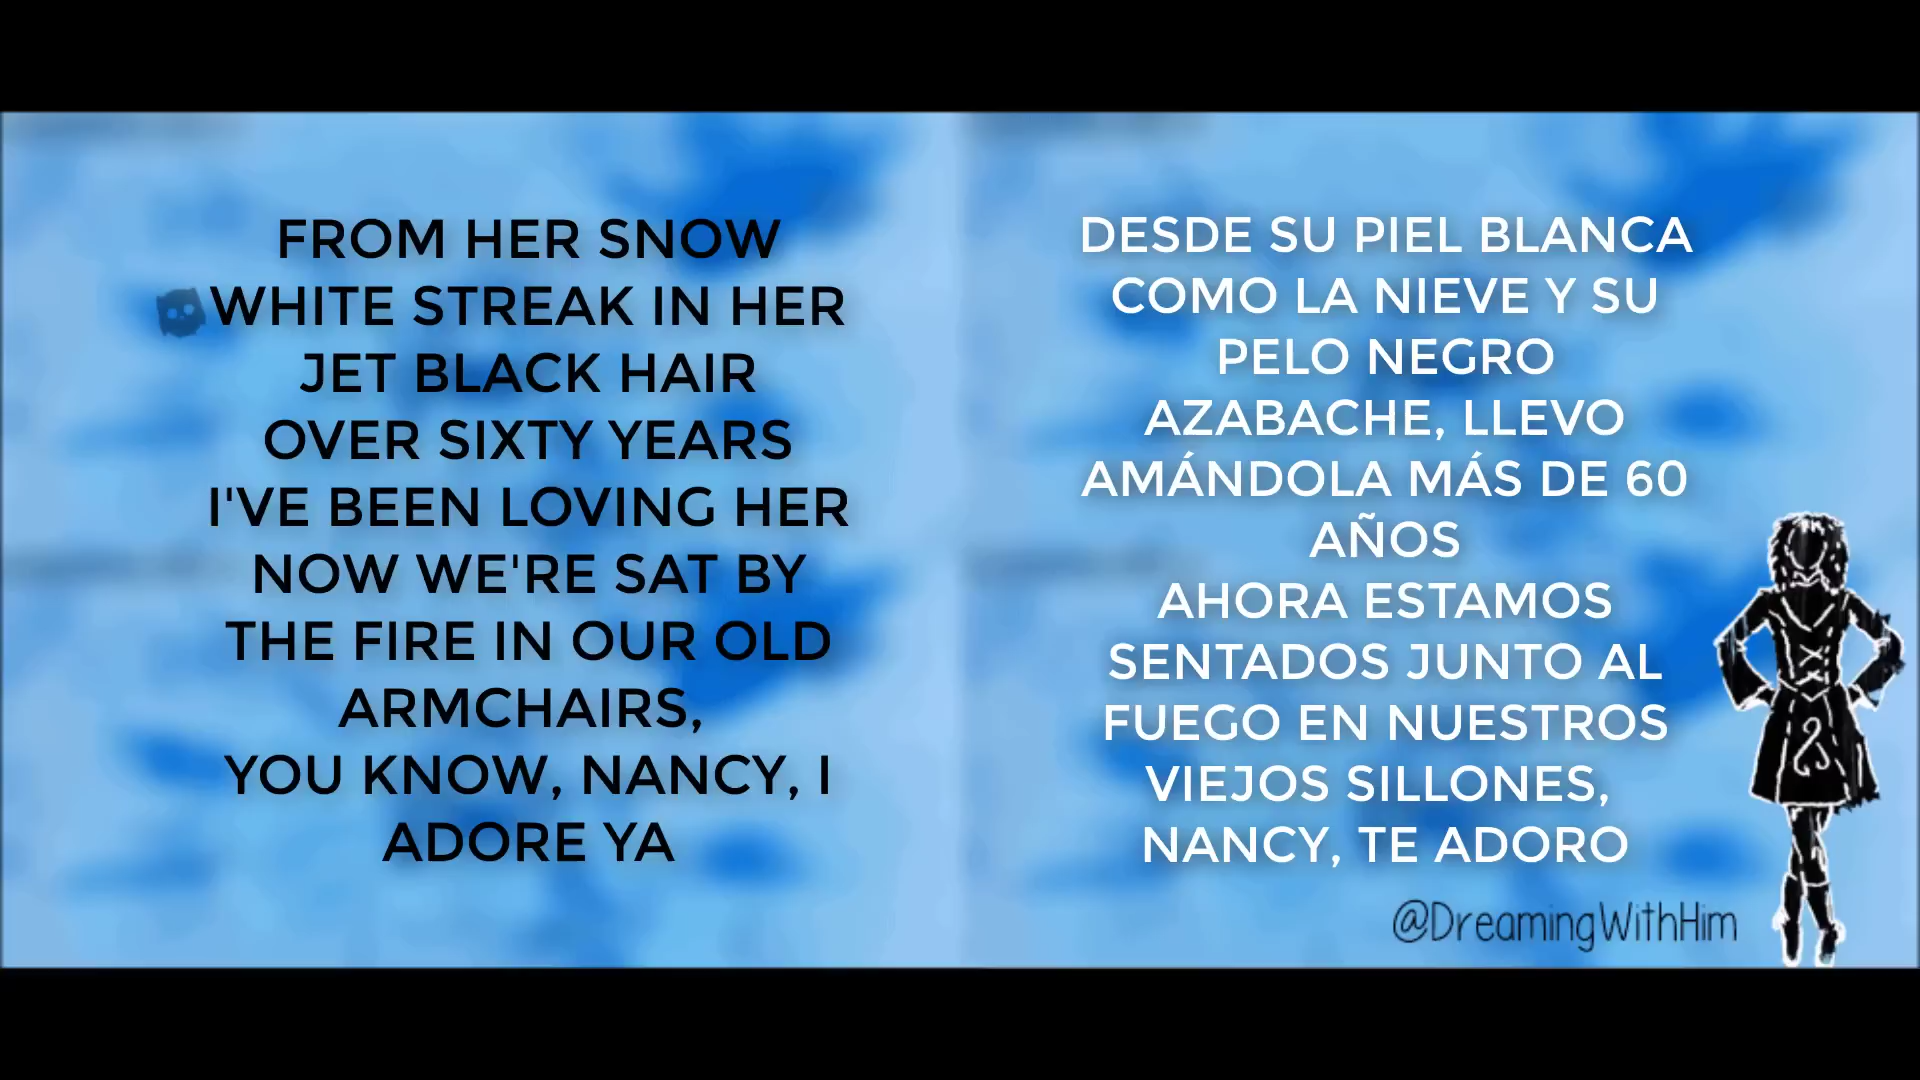 FROM HER SNOW
WHITE STREAK IN HER
JET BLACK HAIR
OVER SIXTY YEARS
I'VE BEEN LOVING HER
NOW WE'RE SAT BY
THE FIRE IN OUR OLD
ARMCHAIRS,
YOU KNOW, NANCY, I
ADORE YA
DESDE SU PIEL BLANCA
COMO LA NIEVE Y SU
PELO NEGRO
AZABACHE, LLEVO
AMÁNDOLA MÁS DE 60
AÑOS
AHORA ESTAMOS
SENTADOS JUNTO AL
FUEGO EN NUESTROS
VIEJOS SILLONES,
NANCY, TE ADORO
@DreamingWithHim